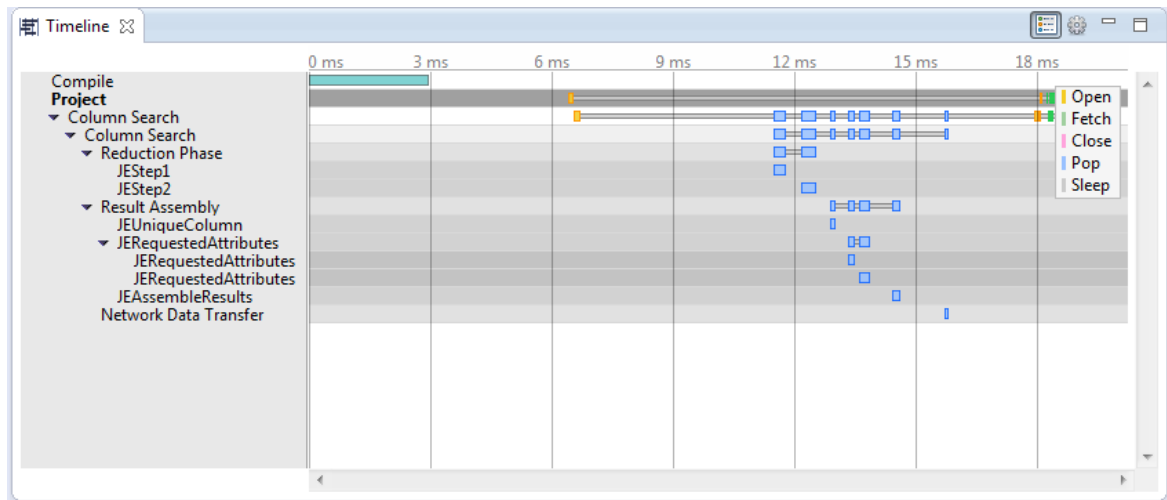 Timeline
0 ms 3 ms 6 ms 9 ms 12 ms 15 ms 18 ms
Compile
Project
Column Search
Column Search
Reduction Phase
JEStep1
JEStep2
Result Assembly
JEUniqueColumn
JERequestedAttributes
JERequestedAttributes
JERequestedAttributes
JEAssembleResults
Network Data Transfer
Open
Fetch
Close
Pop
Sleep